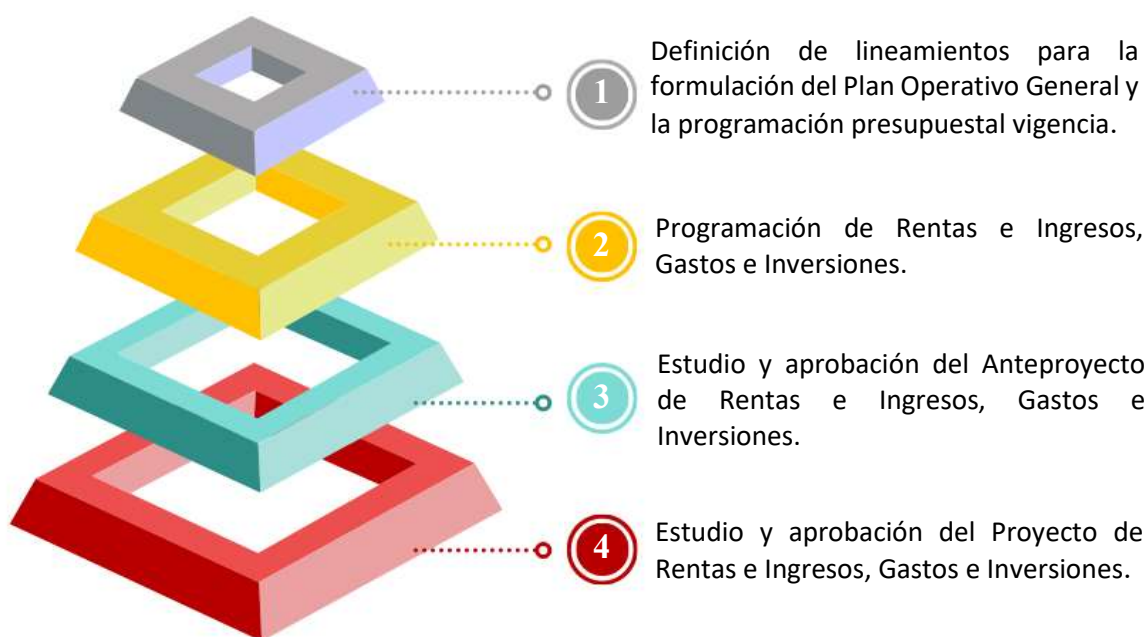 1
Definición de lineamientos para la
formulación del Plan Operativo General y
la programación presupuestal vigencia.
2
Programación de Rentas e Ingresos,
Gastos e Inversiones.
3
Estudio y aprobación del Anteproyecto
de Rentas e Ingresos, Gastos e
Inversiones.
4
Estudio y aprobación del Proyecto de
Rentas e Ingresos, Gastos e Inversiones.